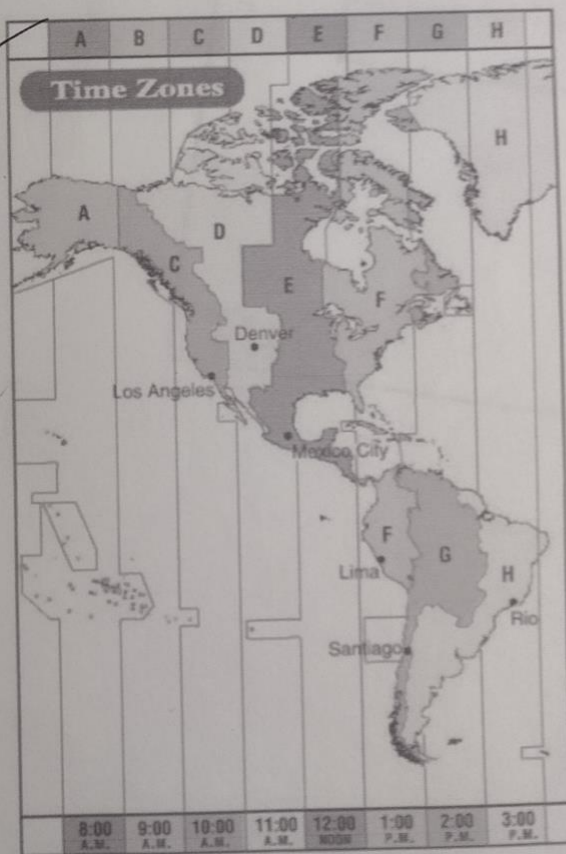 A B C D E F G H
Time Zones
H
A
D
C
E
F
Denver
Los Angeles
Mexico City
F
G
Lima
H
Rio
Santiago
8:00 9:00 10:00 11:00 12:00 1:00 2:00 3:00
A.M. A.M. A.M. A.M. NOON P.M. P.M. P.M.